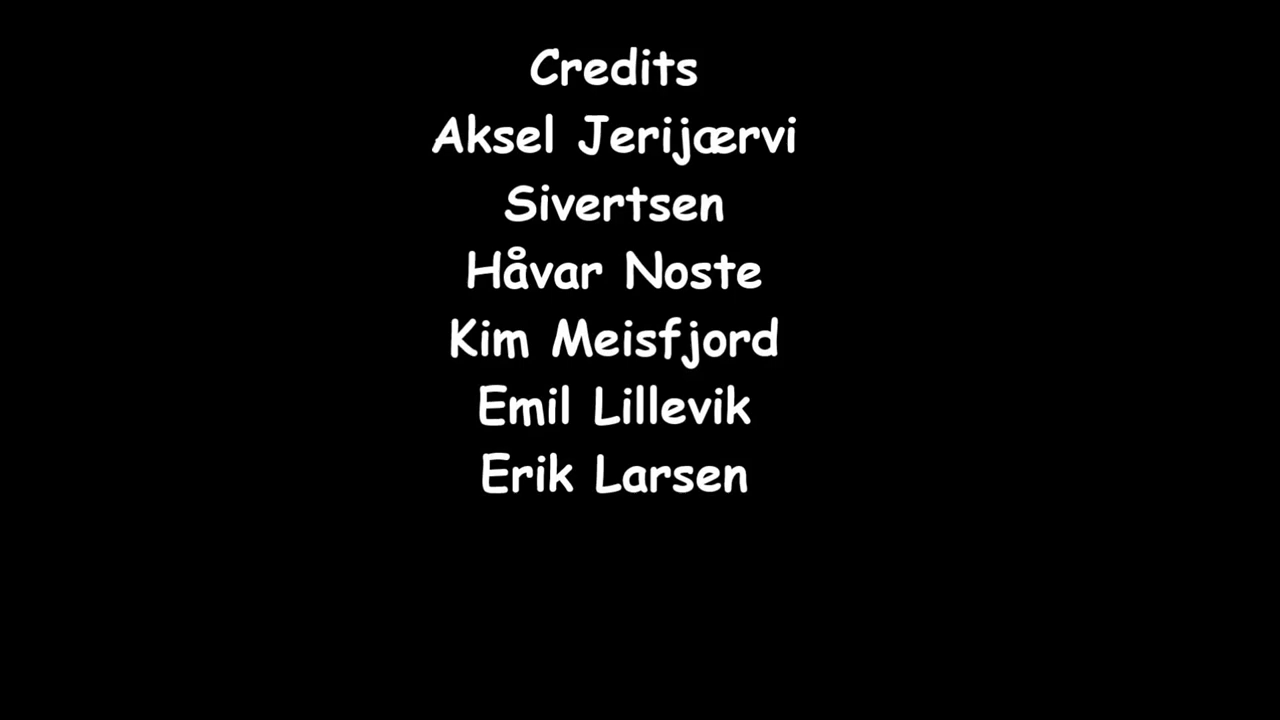 Credits
Aksel Jerijærvi
Sivertsen
Håvar Noste
Kim Meisfjord
Emil Lillevik
Erik Larsen